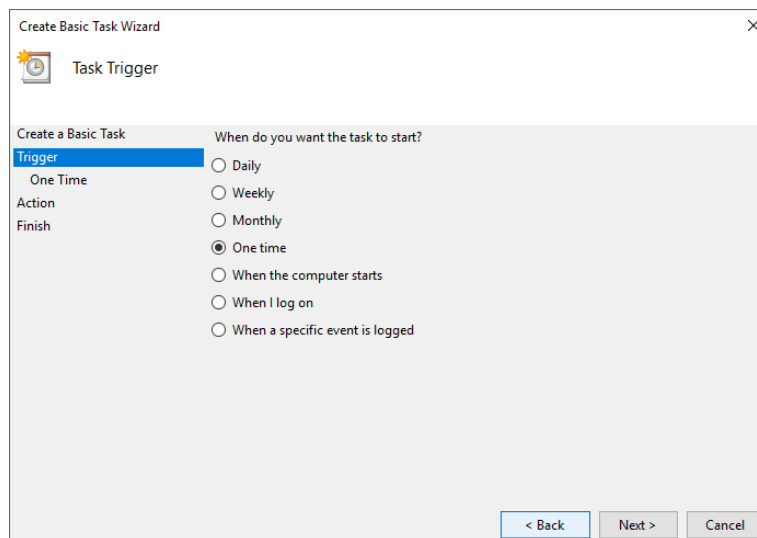 Create Basic Task Wizard
Task Trigger
Create a Basic Task
Trigger
One Time
Action
Finish
When do you want the task to start?
Daily
Weekly
Monthly
One time
When the computer starts
When I log on
When a specific event is logged
< Back
Next >
Cancel